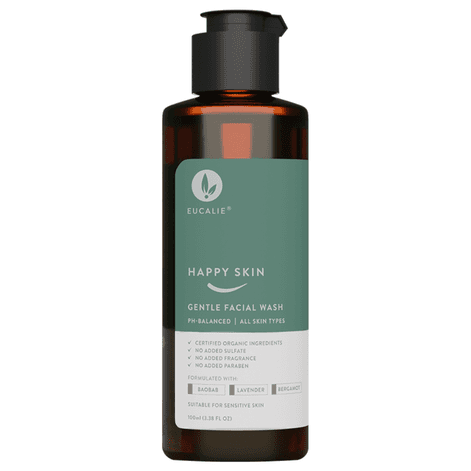 EUCALIE®
HAPPY SKIN
GENTLE FACIAL WASH
PH-BALANCED | ALL SKIN TYPES
✓ CERTIFIED ORGANIC INGREDIENTS
✓ NO ADDED SULFATE
✓ NO ADDED FRAGRANCE
✓ NO ADDED PARABEN
FORMULATED WITH:
BAOBAB LAVENDER BERGAMOT
SUITABLE FOR SENSITIVE SKIN
100ml (3.38 FL OZ)